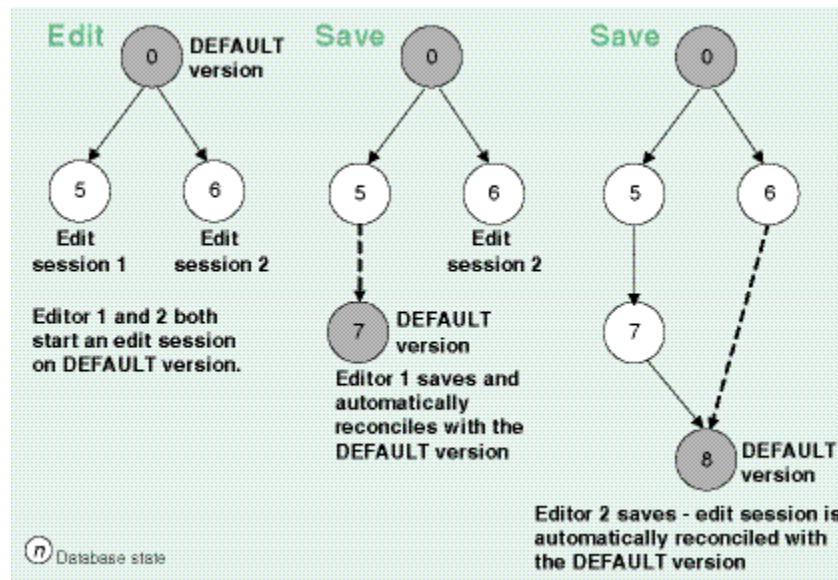 Edit
0
DEFAULT
version
5
6
Edit
session 1
Edit
session 2
Editor 1 and 2 both
start an edit session
on DEFAULT version.
Save
0
5
6
Edit
session 2
7
DEFAULT
version
Editor 1 saves and
automatically
reconciles with the
DEFAULT version
Save
0
5
6
7
8
DEFAULT
version
Editor 2 saves - edit session is
automatically reconciled with
the DEFAULT version
n Database state